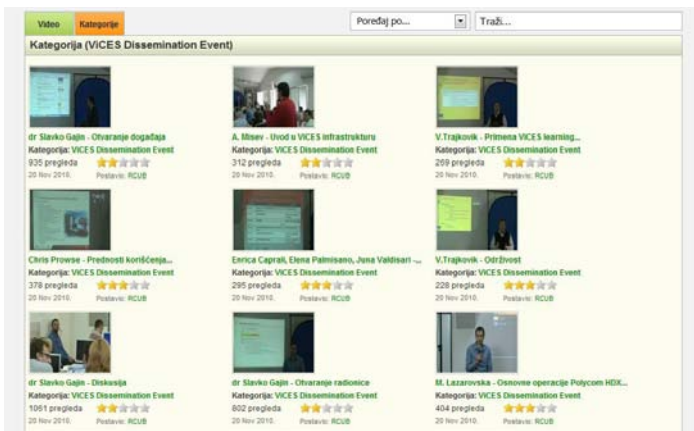 Video
Kategorije
Poređaj po...
Traži...
Kategorija (ViCES Dissemination Event)
dr Slavko Gajin - Otvaranje događaja
Kategorija: ViCES Dissemination Event
935 pregleda
20 Nov 2010. Postavio: RCUB
A. Misev - Uvod u ViCES infrastrukturu
Kategorija: ViCES Dissemination Event
312 pregleda
20 Nov 2010. Postavio: RCUB
V.Trajkovik - Primena ViCES learning...
Kategorija: ViCES Dissemination Event
269 pregleda
20 Nov 2010. Postavio: RCUB
Chris Prowse - Prednosti korišćenja...
Kategorija: ViCES Dissemination Event
378 pregleda
20 Nov 2010. Postavio: RCUB
Enrica Caprali, Elena Palmisano, Juna Valdisari -...
Kategorija: ViCES Dissemination Event
295 pregleda
20 Nov 2010. Postavio: RCUB
V.Trajkovik - Održivost
Kategorija: ViCES Dissemination Event
228 pregleda
20 Nov 2010. Postavio: RCUB
dr Slavko Gajin - Diskusija
Kategorija: ViCES Dissemination Event
1061 pregleda
20 Nov 2010. Postavio: RCUB
dr Slavko Gajin - Otvaranje radionice
Kategorija: ViCES Dissemination Event
802 pregleda
20 Nov 2010. Postavio: RCUB
M. Lazarovska - Osnovne operacije Polycom HDX...
Kategorija: ViCES Dissemination Event
404 pregleda
20 Nov 2010. Postavio: RCUB